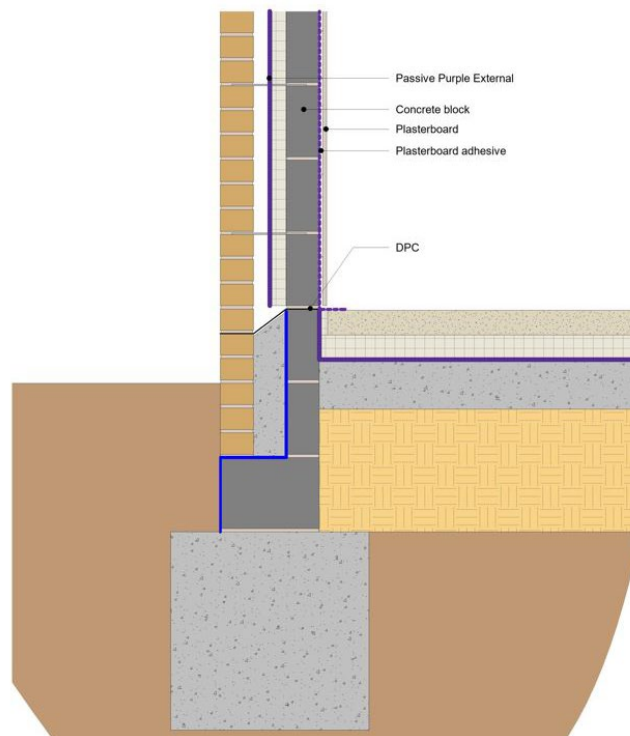 Passive Purple External
Concrete block
Plasterboard
Plasterboard adhesive
DPC